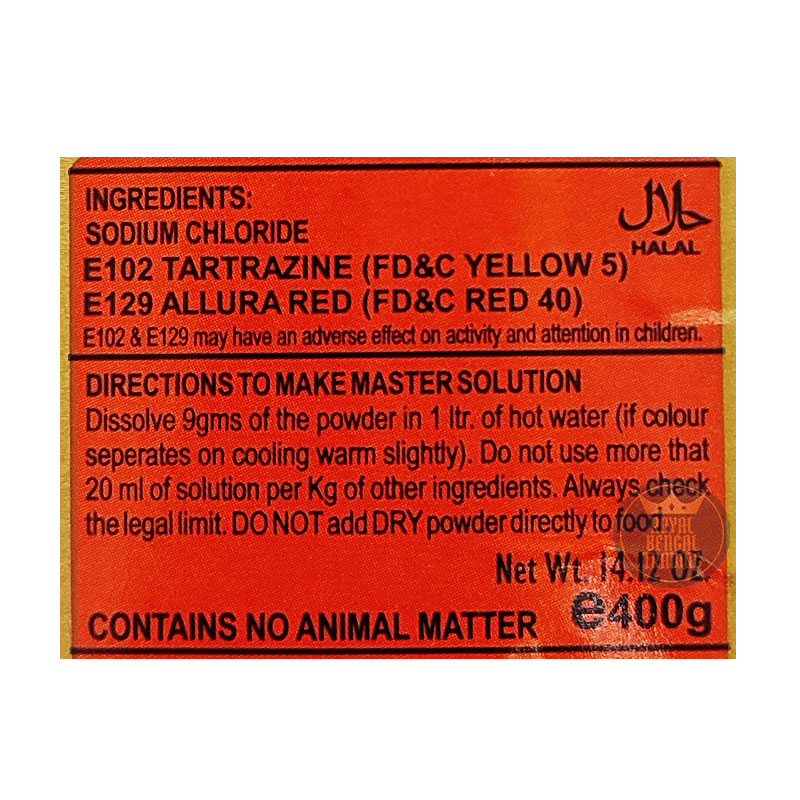 INGREDIENTS:
SODIUM CHLORIDE
حلال
HALAL
E102 TARTRAZINE (FD&C YELLOW 5)
E129 ALLURA RED (FD&C RED 40)
E102 & E129 may have an adverse effect on activity and attention in children.
DIRECTIONS TO MAKE MASTER SOLUTION
Dissolve 9gms of the powder in 1 ltr. of hot water (if colour
seperates on cooling warm slightly). Do not use more that
20 ml of solution per Kg of other ingredients. Always check
the legal limit. DO NOT add DRY powder directly to food.
ROYAL
BENGAL
Net Wt. 14.12 OZ.
CONTAINS NO ANIMAL MATTER
e400g